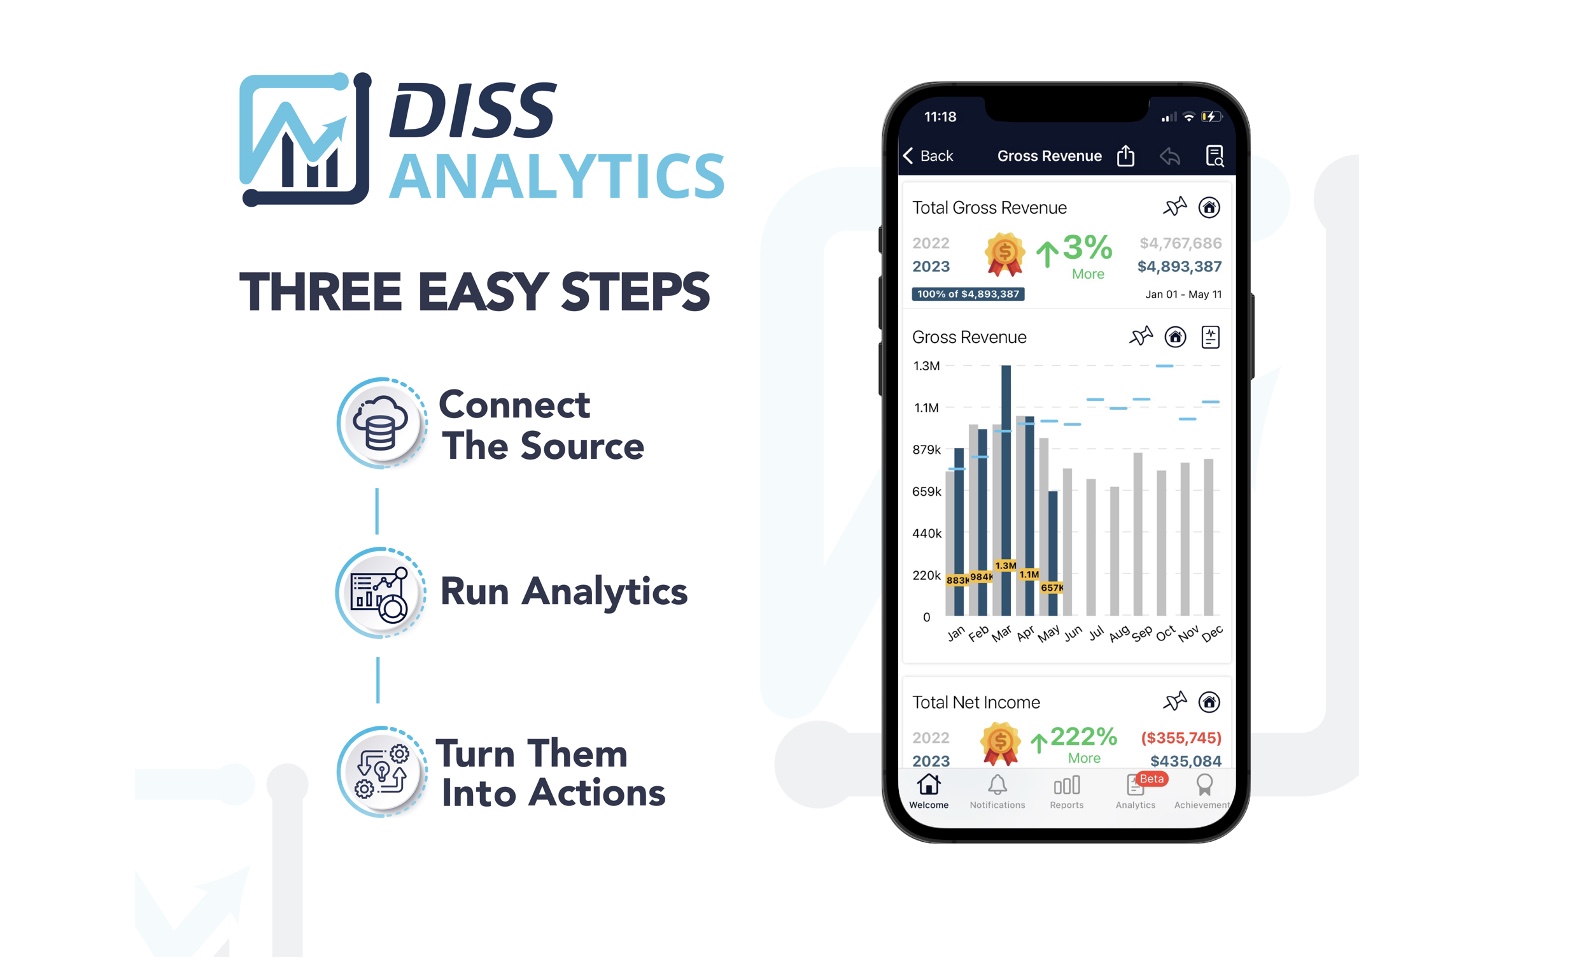 DISS
ANALYTICS
THREE EASY STEPS
Connect
The Source
Run Analytics
Turn Them
Into Actions
11:18
Back
Gross Revenue
Total Gross Revenue
2022
3%
$4,767,686
2023
More
$4,893,387
100% of $4,893,387
Jan 01 - May 11
Gross Revenue
1.3M
1.1M
879k
659k
440k
220k
0
883K
984K
1.3M
1.1M
657K
Jan Feb Mar Apr May Jun Jul Aug Sep Oct Nov Dec
Total Net Income
2022
222%
($355,745)
2023
More
$435,084
Beta
Welcome
Notifications
Reports
Analytics
Achievement